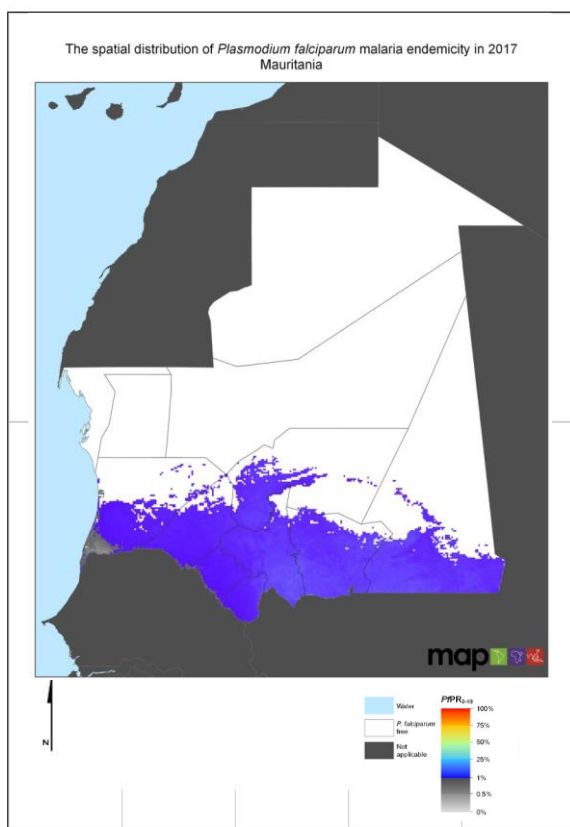 The spatial distribution of Plasmodium falciparum malaria endemicity in 2017
Mauritania
map
N
Water
P. falciparum
free
Not
applicable
PfPR2-10
100%
75%
50%
25%
1%
0.5%
0%